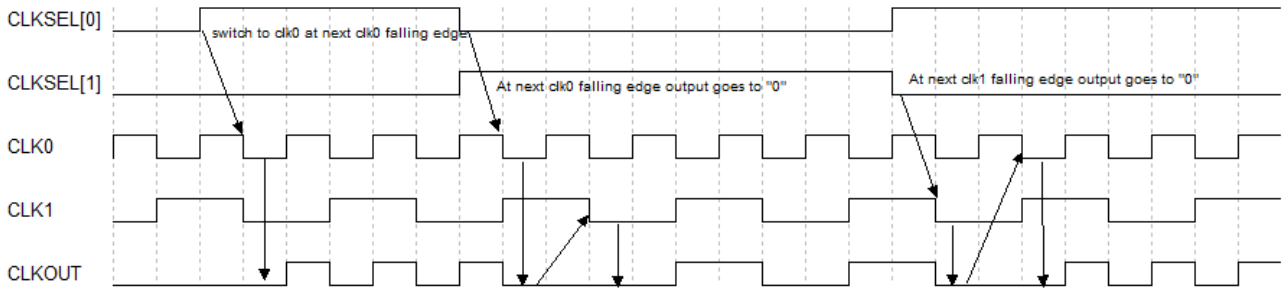 CLKSEL[0]
switch to clk0 at next clk0 falling edge
CLKSEL[1]
At next clk0 falling edge output goes to "0"
At next clk1 falling edge output goes to "0"
CLK0
CLK1
CLKOUT